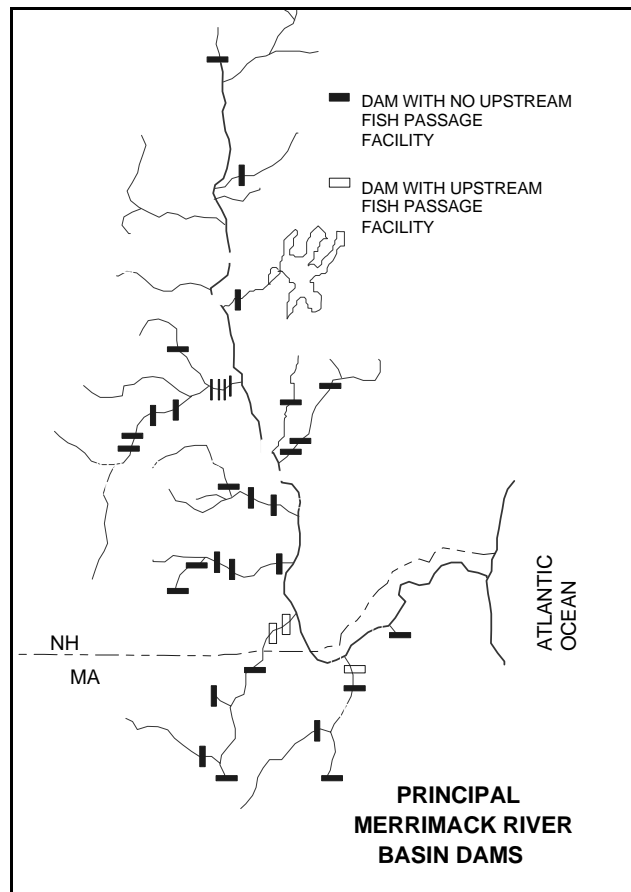 DAM WITH NO UPSTREAM
FISH PASSAGE
FACILITY
DAM WITH UPSTREAM
FISH PASSAGE
FACILITY
ATLANTIC
OCEAN
NH
MA
PRINCIPAL
MERRIMACK RIVER
BASIN DAMS